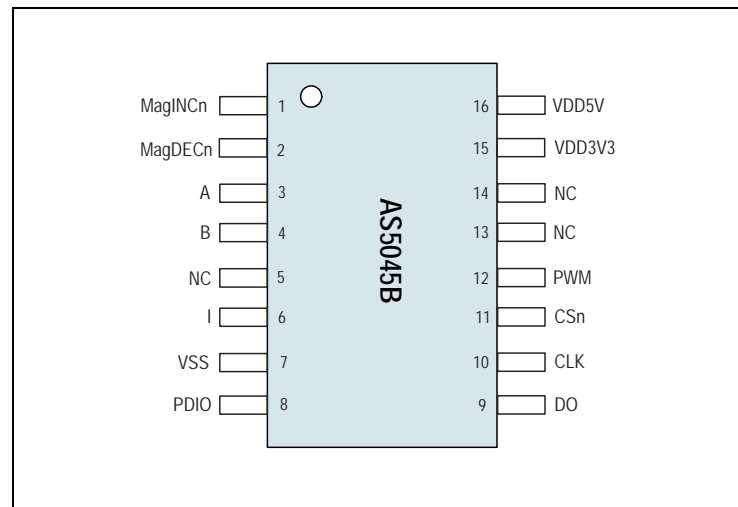 MagINCn 1 16 VDD5V
MagDECn 2 15 VDD3V3
A 3 14 NC
B 4 13 NC
AS5045B
NC 5 12 PWM
I 6 11 CSn
VSS 7 10 CLK
PDIO 8 9 DO